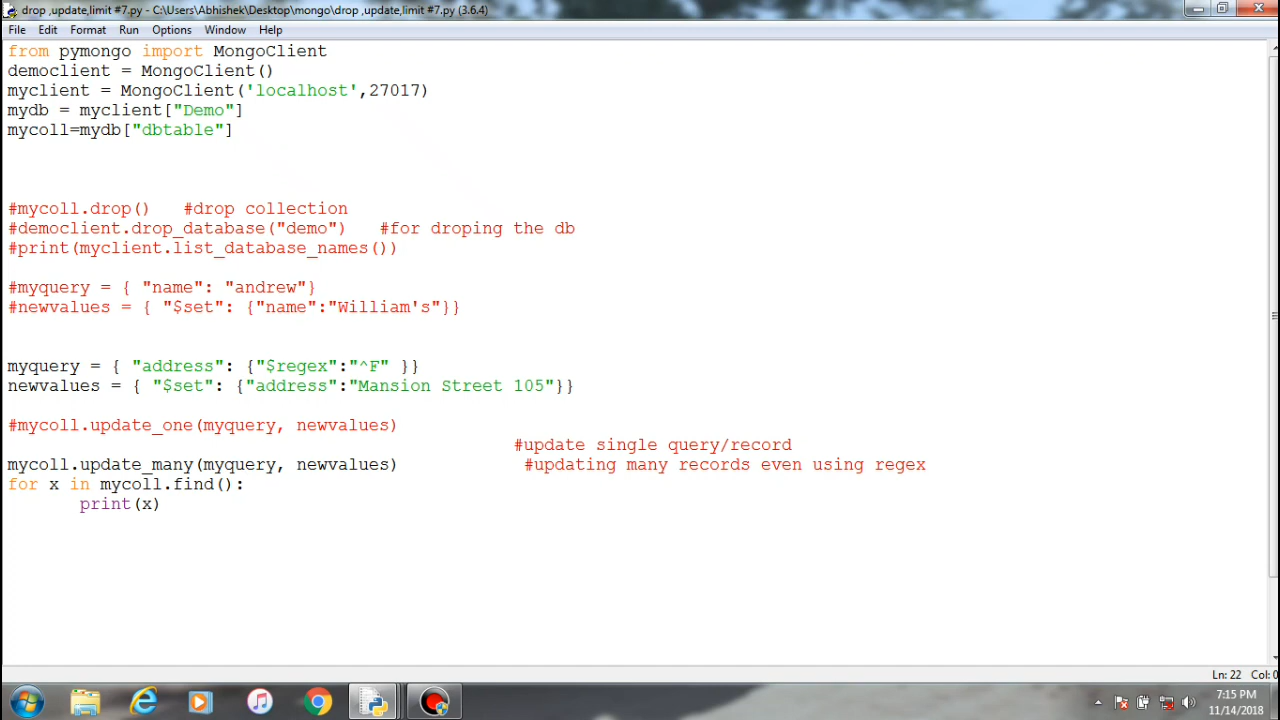 drop ,update,limit #7.py - C:\Users\Abhishek\Desktop\mongo\drop ,update,limit #7.py (3.6.4)
File Edit Format Run Options Window Help
from pymongo import MongoClient
democlient = MongoClient()
myclient = MongoClient('localhost',27017)
mydb = myclient["Demo"]
mycoll=mydb["dbtable"]
#mycoll.drop() #drop collection
#democlient.drop_database("demo") #for droping the db
#print(myclient.list_database_names())
#myquery = { "name": "andrew"}
#newvalues = { "$set": {"name":"William's"}}
myquery = { "address": {"$regex":"^F" }}
newvalues = { "$set": {"address":"Mansion Street 105"}}
#mycoll.update_one(myquery, newvalues)
#update single query/record
mycoll.update_many(myquery, newvalues) #updating many records even using regex
for x in mycoll.find():
print(x)
Ln: 22 Col: 0
7:15 PM
11/14/2018